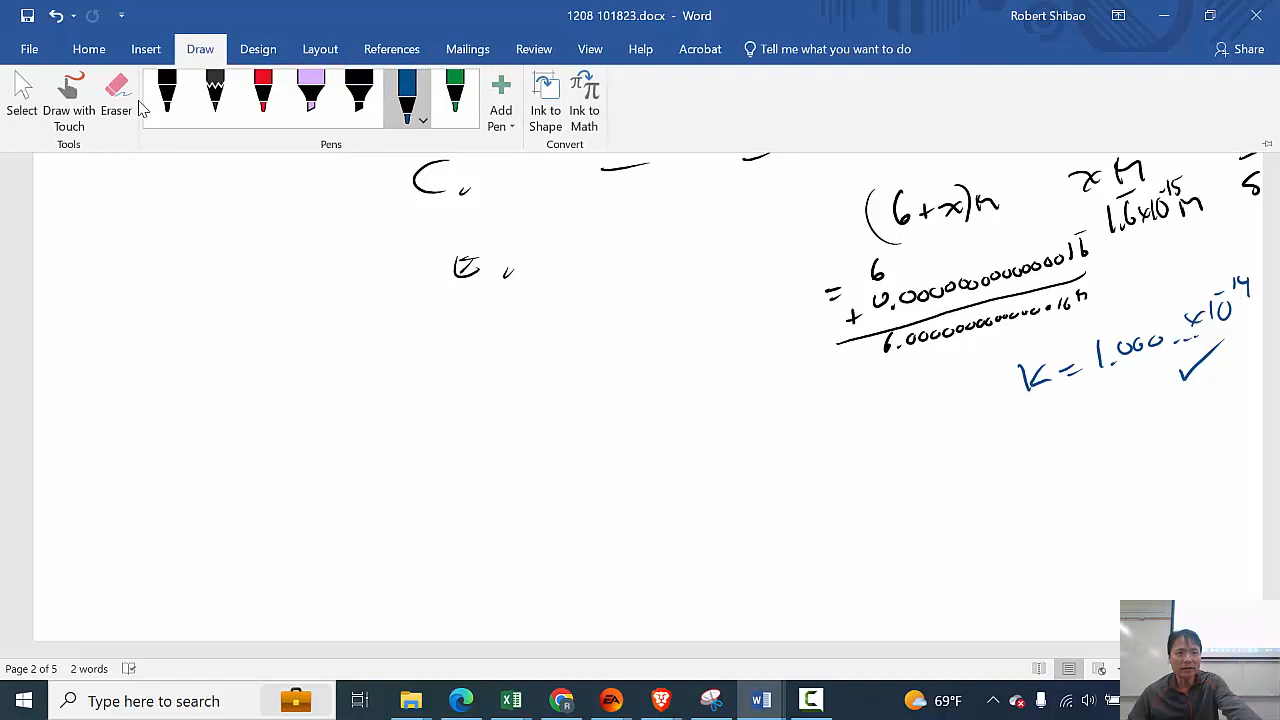 1208 101823.docx - Word
Robert Shibao
File Home Insert Draw Design Layout References Mailings Review View Help Acrobat Tell me what you want to do Share
Select Draw with Touch Eraser Add Pen Ink to Shape Ink to Math
Tools Pens Convert
C.
(6+x)M
x M
1.6x10^-15 M
E.
6
= + 0.0000000000000016
6.000000000000.16 M
K = 1.000...x10^-14 ✓
Page 2 of 5 2 words
Type here to search
69°F